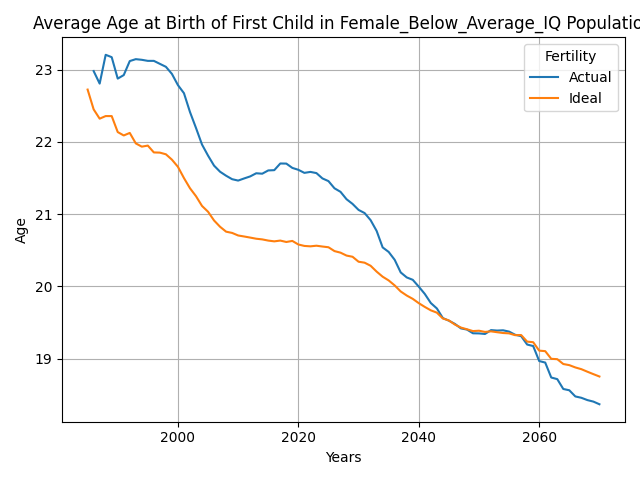 Average Age at Birth of First Child in Female_Below_Average_IQ Populatio
Fertility
Actual
Ideal
23
22
21
20
19
Age
2000
2020
2040
2060
Years